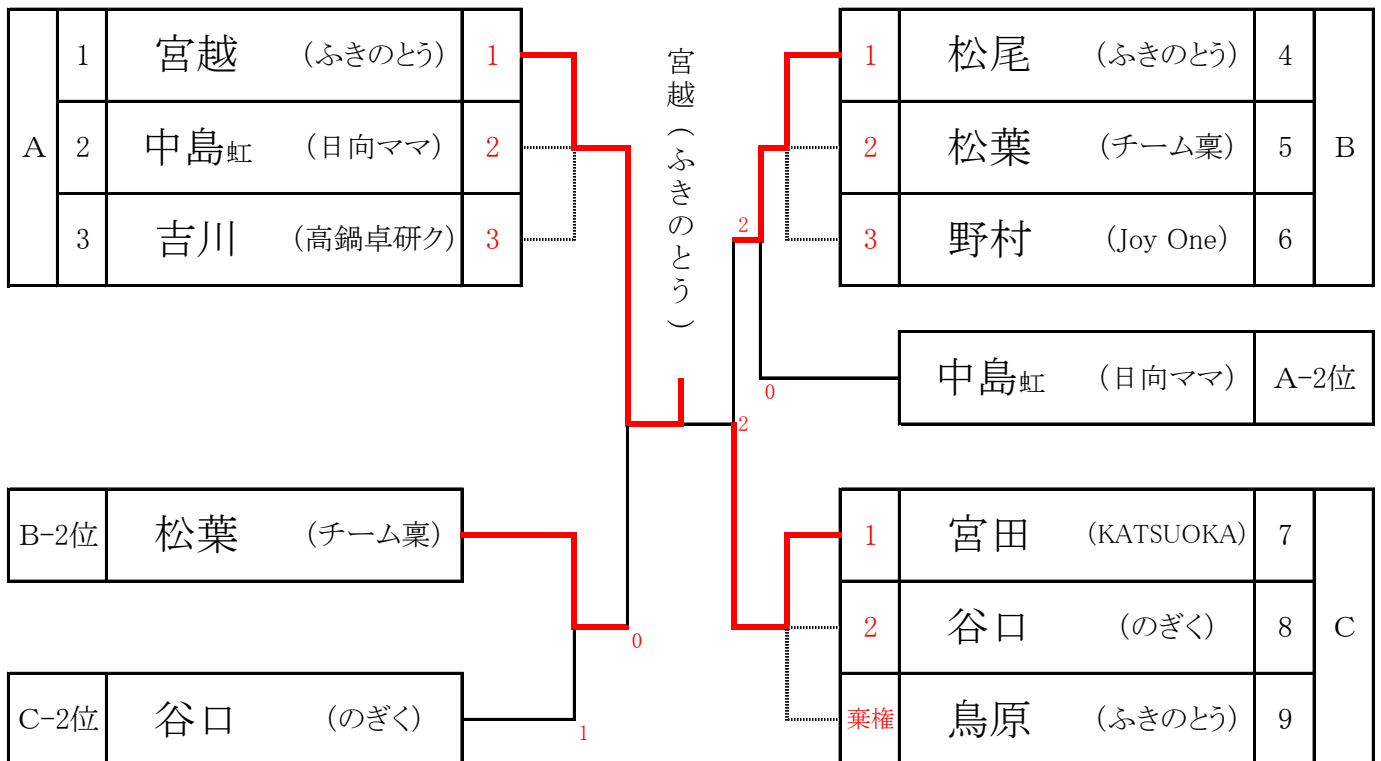 A
1 宮越 (ふきのとう) 1
2 中島虹 (日向ママ) 2
3 吉川 (高鍋卓研ク) 3
宮越(ふきのとう)
1 松尾 (ふきのとう) 4
2 松葉 (チーム稟) 5
3 野村 (Joy One) 6
B
2
中島虹 (日向ママ) A-2位
0
2
B-2位 松葉 (チーム稟)
0
C-2位 谷口 (のぎく)
1
1 宮田 (KATSUOKA) 7
2 谷口 (のぎく) 8
棄権 鳥原 (ふきのとう) 9
C